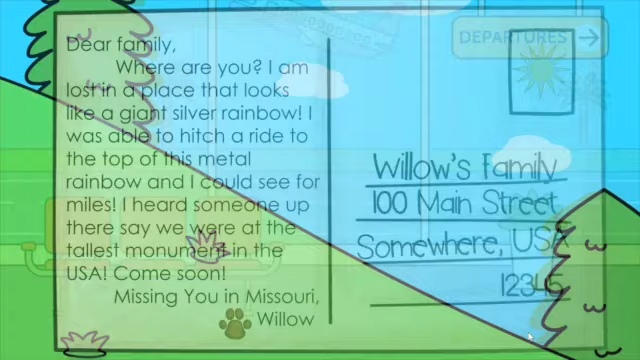 DEPARTURES
Dear family,
Where are you? I am
lost in a place that looks
like a giant silver rainbow! I
was able to hitch a ride to
the top of this metal
rainbow and I could see for
miles! I heard someone up
there say we were at the
tallest monument in the
USA! Come soon!
Missing You in Missouri,
Willow
Willow's Family
100 Main Street
Somewhere, USA
12345